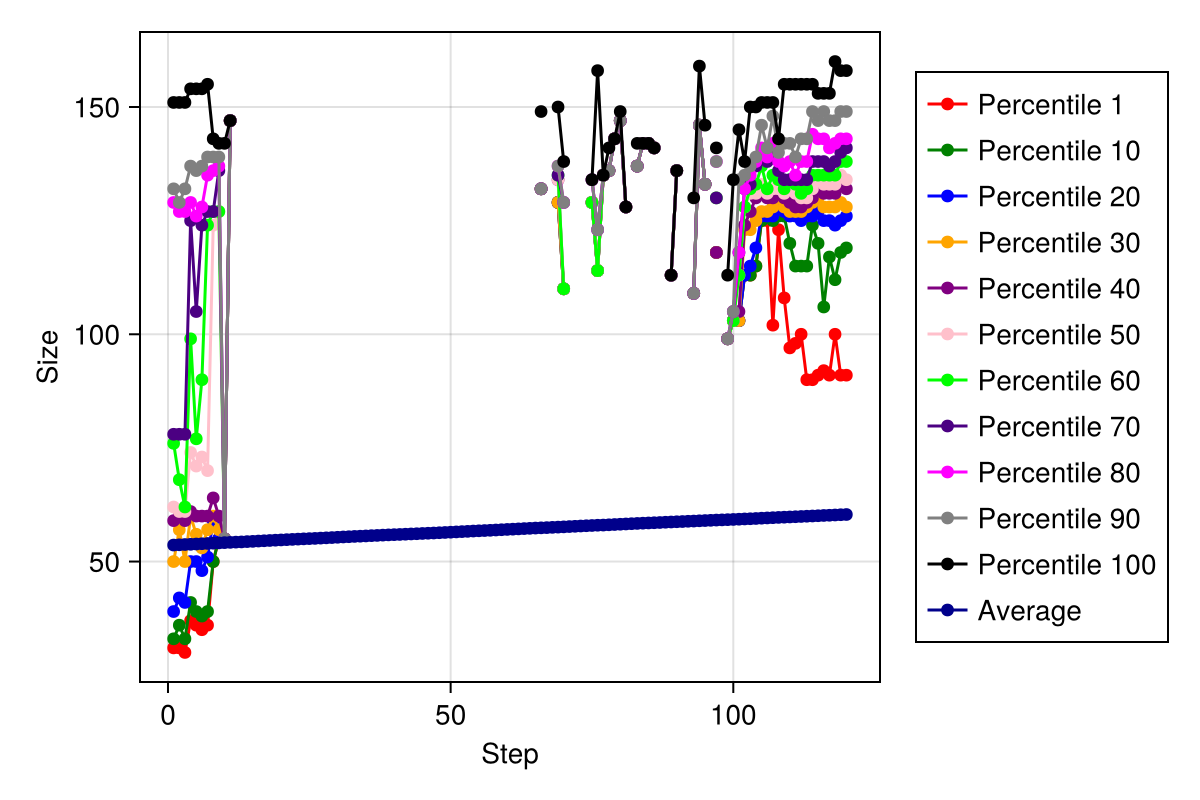 150
100
50
Size
0
50
100
Step
Percentile 1
Percentile 10
Percentile 20
Percentile 30
Percentile 40
Percentile 50
Percentile 60
Percentile 70
Percentile 80
Percentile 90
Percentile 100
Average